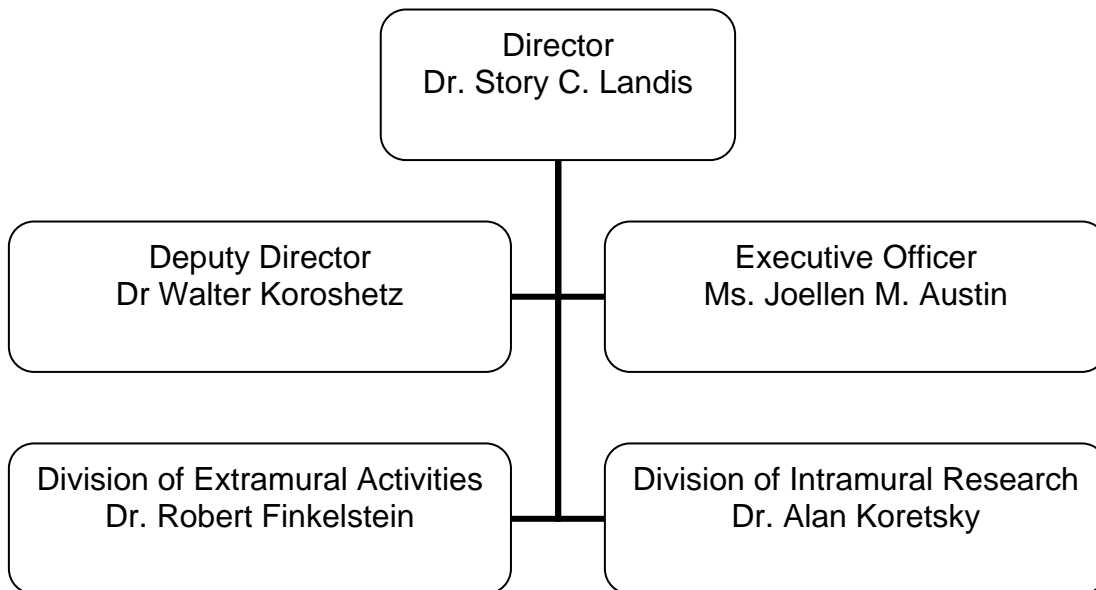 Director
Dr. Story C. Landis
Deputy Director
Dr Walter Koroshetz
Executive Officer
Ms. Joellen M. Austin
Division of Extramural Activities
Dr. Robert Finkelstein
Division of Intramural Research
Dr. Alan Koretsky